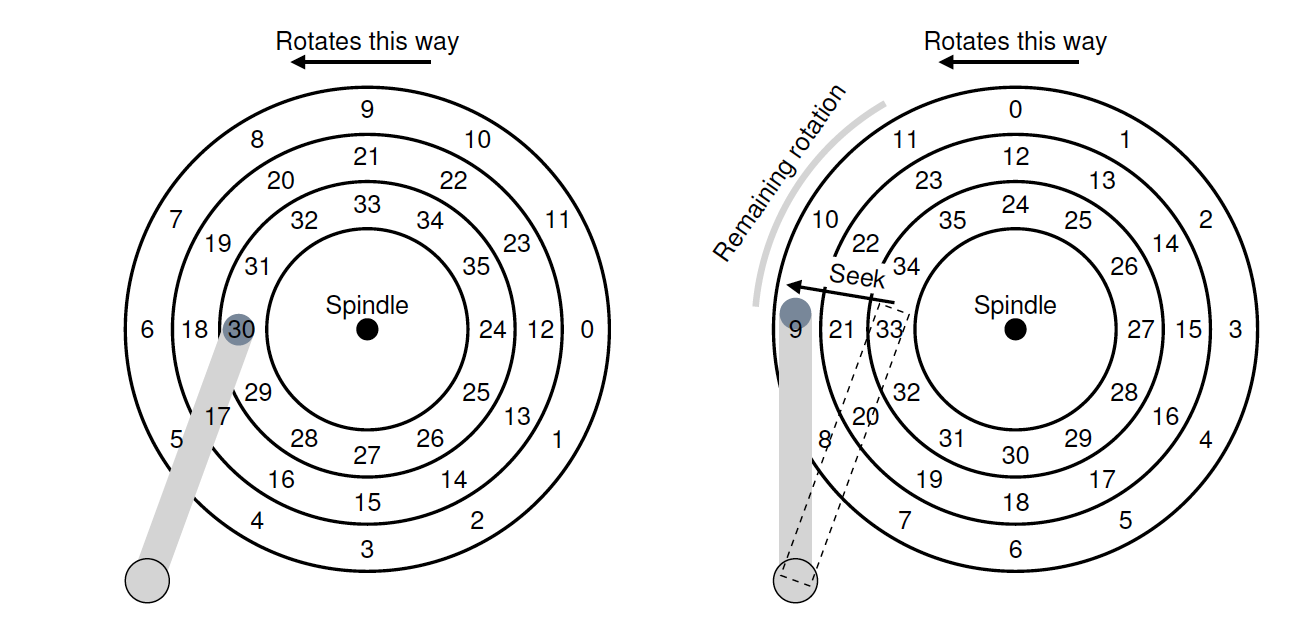 Rotates this way
9
8 10
21
20 22
7 33 11
32 34
19 23
31 35
Spindle
6 18 30 24 12 0
29 25
17 13
5 28 26 1
27
16 14
15
4 2
3
Rotates this way
Remaining rotation
0
11 1
12
23 13
10 24 2
35 25
22 14
34 26
Seek
Spindle
9 21 33 27 15 3
32 28
20 16
8 31 29 4
30
19 17
18
7 5
6